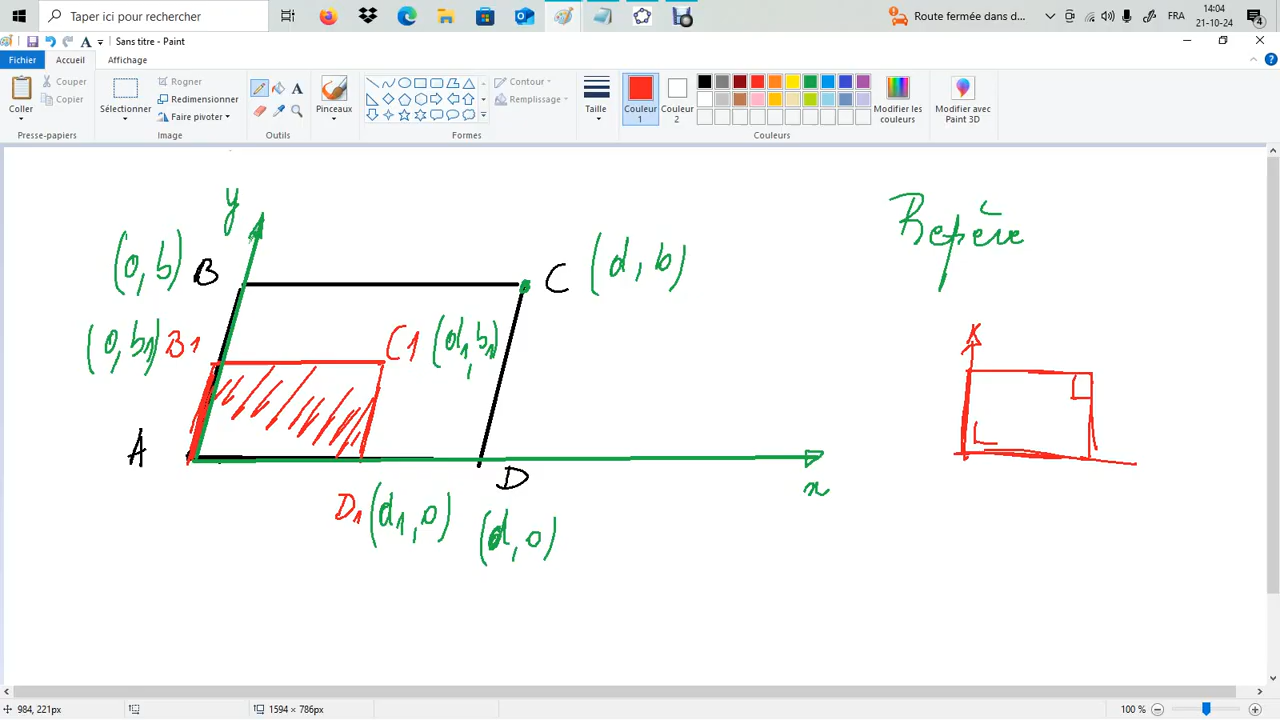 Taper ici pour rechercher
Route fermée dans d...
FRA
14:04
21-10-24
4
Sans titre - Paint
Fichier
Accueil
Affichage
Coller
Couper
Copier
Presse-papiers
Sélectionner
Rogner
Redimensionner
Faire pivoter
Image
A
Outils
Pinceaux
Contour
Remplissage
Formes
Taille
Couleur 1
Couleur 2
Couleurs
Modifier les couleurs
Modifier avec Paint 3D
y
Repère
(0, b) B
C (d, b)
(0, b1) B1
C1 (d1, b1)
A
x
D
D1 (d1, 0)
(d, 0)
984, 221px
1594 × 786px
100 %